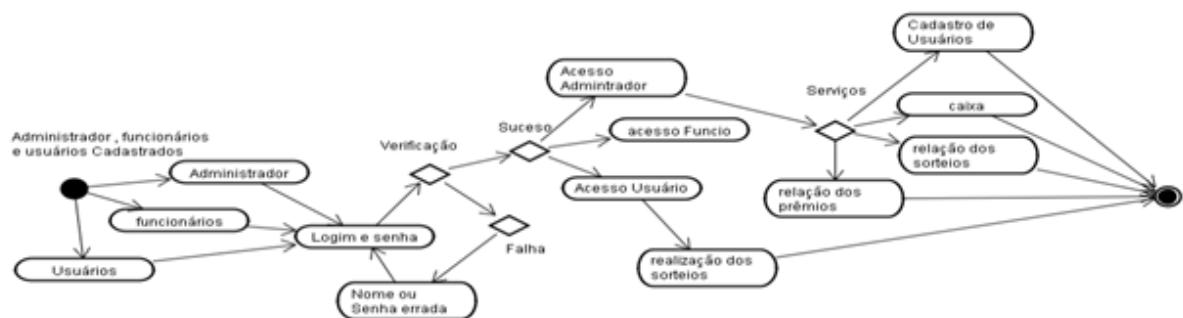 Administrador , funcionários
e usuários Cadastrados
Administrador
funcionários
Usuários
Logim e senha
Verificação
Falha
Nome ou
Senha errada
Suceso
Acesso
Admintrador
acesso Funcio
Acesso Usuário
realização dos
sorteios
Serviços
Cadastro de
Usuários
caixa
relação dos
sorteios
relação dos
prêmios